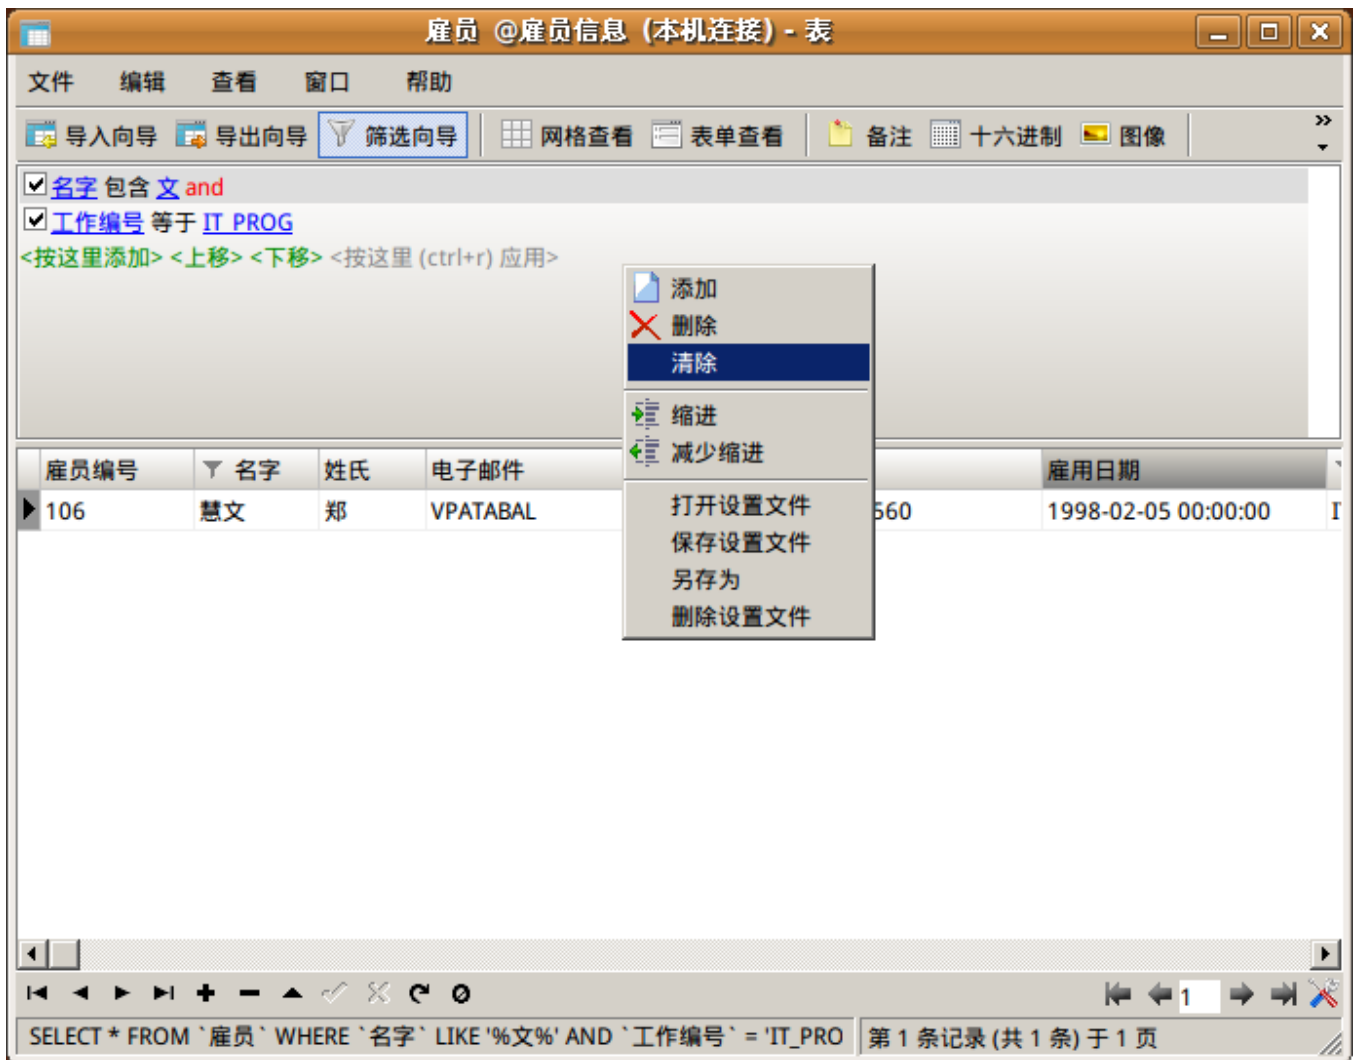 雇员 @雇员信息 (本机连接) - 表
文件 编辑 查看 窗口 帮助
导入向导 导出向导 筛选向导 网格查看 表单查看 备注 十六进制 图像
名字 包含 文 and
工作编号 等于 IT_PROG
<按这里添加> <上移> <下移> <按这里 (ctrl+r) 应用>
添加
删除
清除
缩进
减少缩进
打开设置文件
保存设置文件
另存为
删除设置文件
雇员编号 名字 姓氏 电子邮件 雇用日期
106 慧文 郑 VPATABAL 560 1998-02-05 00:00:00
1
SELECT * FROM `雇员` WHERE `名字` LIKE '%文%' AND `工作编号` = 'IT_PRO
第 1 条记录 (共 1 条) 于 1 页